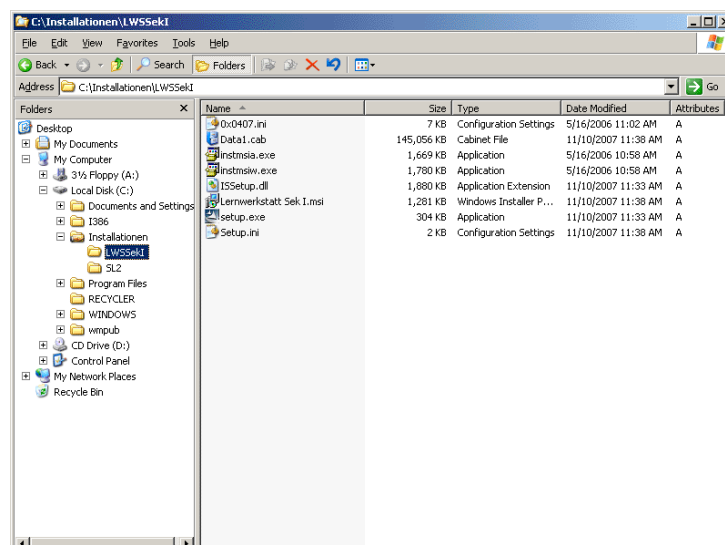 C:\Installationen\LWSSekI
File Edit View Favorites Tools Help
Back Search Folders
Address C:\Installationen\LWSSekI Go
Folders x Name Size Type Date Modified Attributes
Desktop
My Documents
My Computer
3½ Floppy (A:)
Local Disk (C:)
Documents and Settings
I386
Installationen
LWSSekI
SL2
Program Files
RECYCLER
WINDOWS
wmpub
CD Drive (D:)
Control Panel
My Network Places
Recycle Bin
0x0407.ini 7 KB Configuration Settings 5/16/2006 11:02 AM A
Data1.cab 145,056 KB Cabinet File 11/10/2007 11:38 AM A
instmsia.exe 1,669 KB Application 5/16/2006 10:58 AM A
instmsiw.exe 1,780 KB Application 5/16/2006 10:58 AM A
ISSetup.dll 1,880 KB Application Extension 11/10/2007 11:33 AM A
Lernwerkstatt Sek I.msi 1,281 KB Windows Installer P... 11/10/2007 11:38 AM A
setup.exe 304 KB Application 11/10/2007 11:33 AM A
Setup.ini 2 KB Configuration Settings 11/10/2007 11:38 AM A